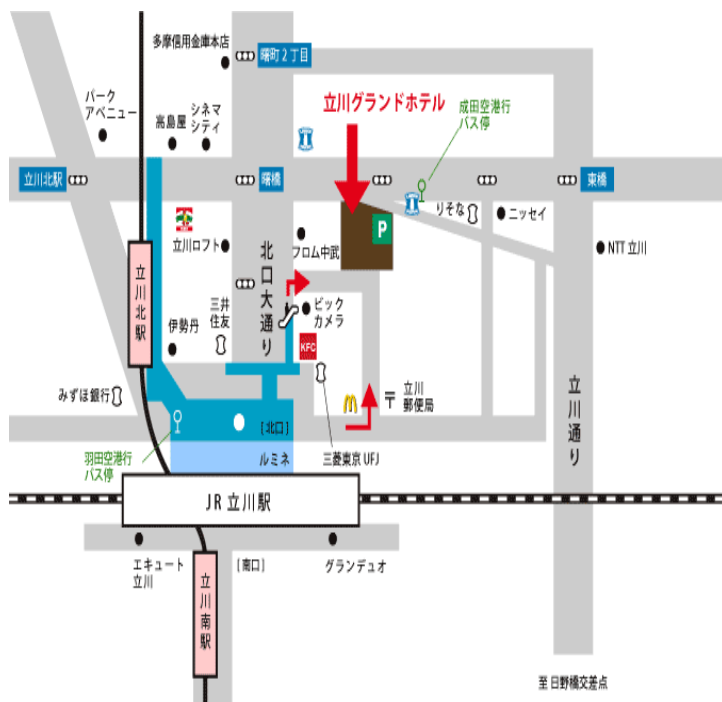 多摩信用金庫本店
曙町2丁目
パーク
アベニュー
高島屋
シネマ
シティ
立川グランドホテル
成田空港行
バス停
立川北駅
曙橋
東橋
りそな
ニッセイ
P
NTT 立川
立川ロフト
フロム中武
北口大通り
立川北駅
伊勢丹
三井
住友
ビック
カメラ
KFC
みずほ銀行
立川
郵便局
立川通り
[北口]
羽田空港行
バス停
ルミネ
三菱東京 UFJ
JR 立川駅
エキュート
立川
[南口]
グランデュオ
立川南駅
至 日野橋交差点